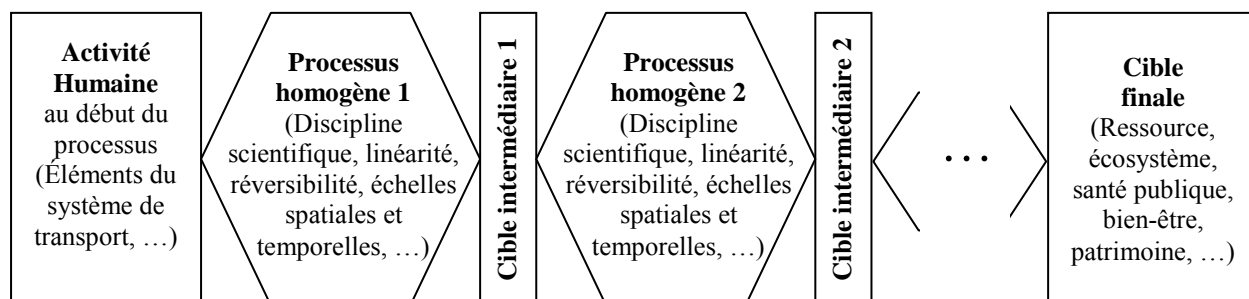 Activité
Humaine
au début du
processus
(Éléments du
système de
transport, …)
Processus
homogène 1
(Discipline
scientifique, linéarité,
réversibilité, échelles
spatiales et
temporelles, …)
Cible intermédiaire 1
Processus
homogène 2
(Discipline
scientifique, linéarité,
réversibilité, échelles
spatiales et
temporelles, …)
Cible intermédiaire 2
…
Cible
finale
(Ressource,
écosystème,
santé publique,
bien-être,
patrimoine, …)